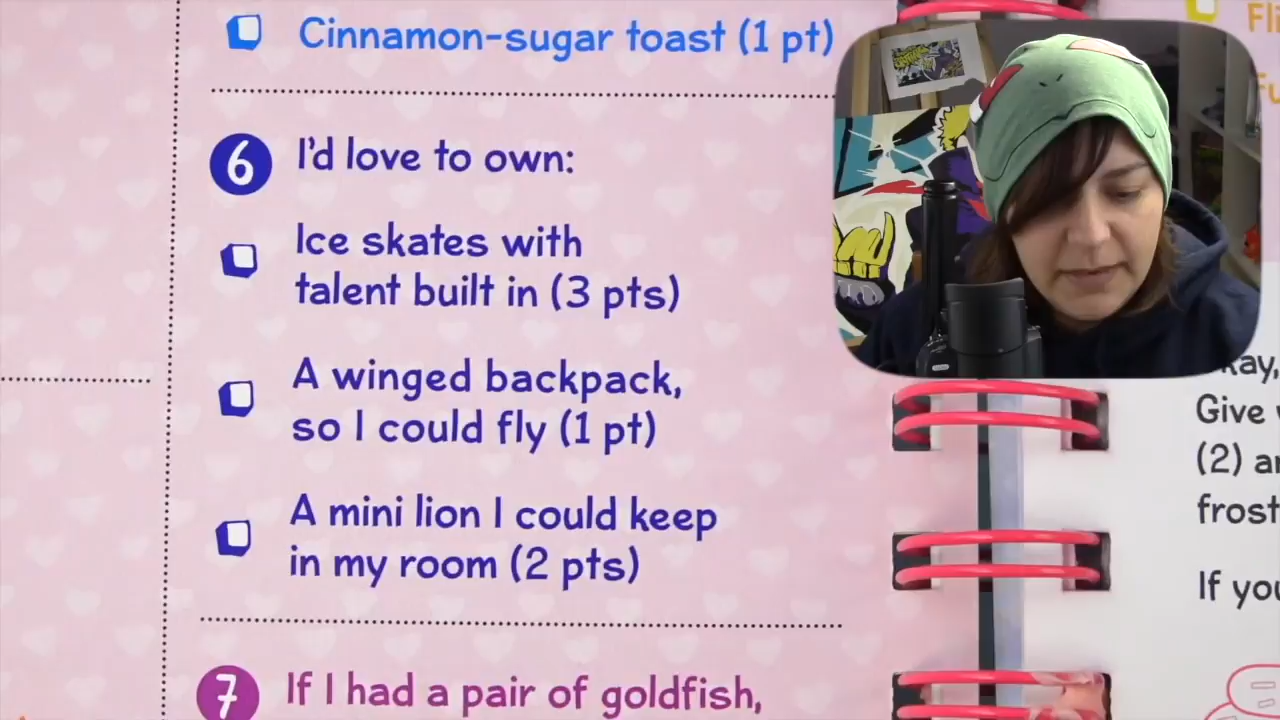 Cinnamon-sugar toast (1 pt)
6 I'd love to own:
Ice skates with
talent built in (3 pts)
A winged backpack,
so I could fly (1 pt)
A mini lion I could keep
in my room (2 pts)
7 If I had a pair of goldfish,
Give
(2)
frost
If you